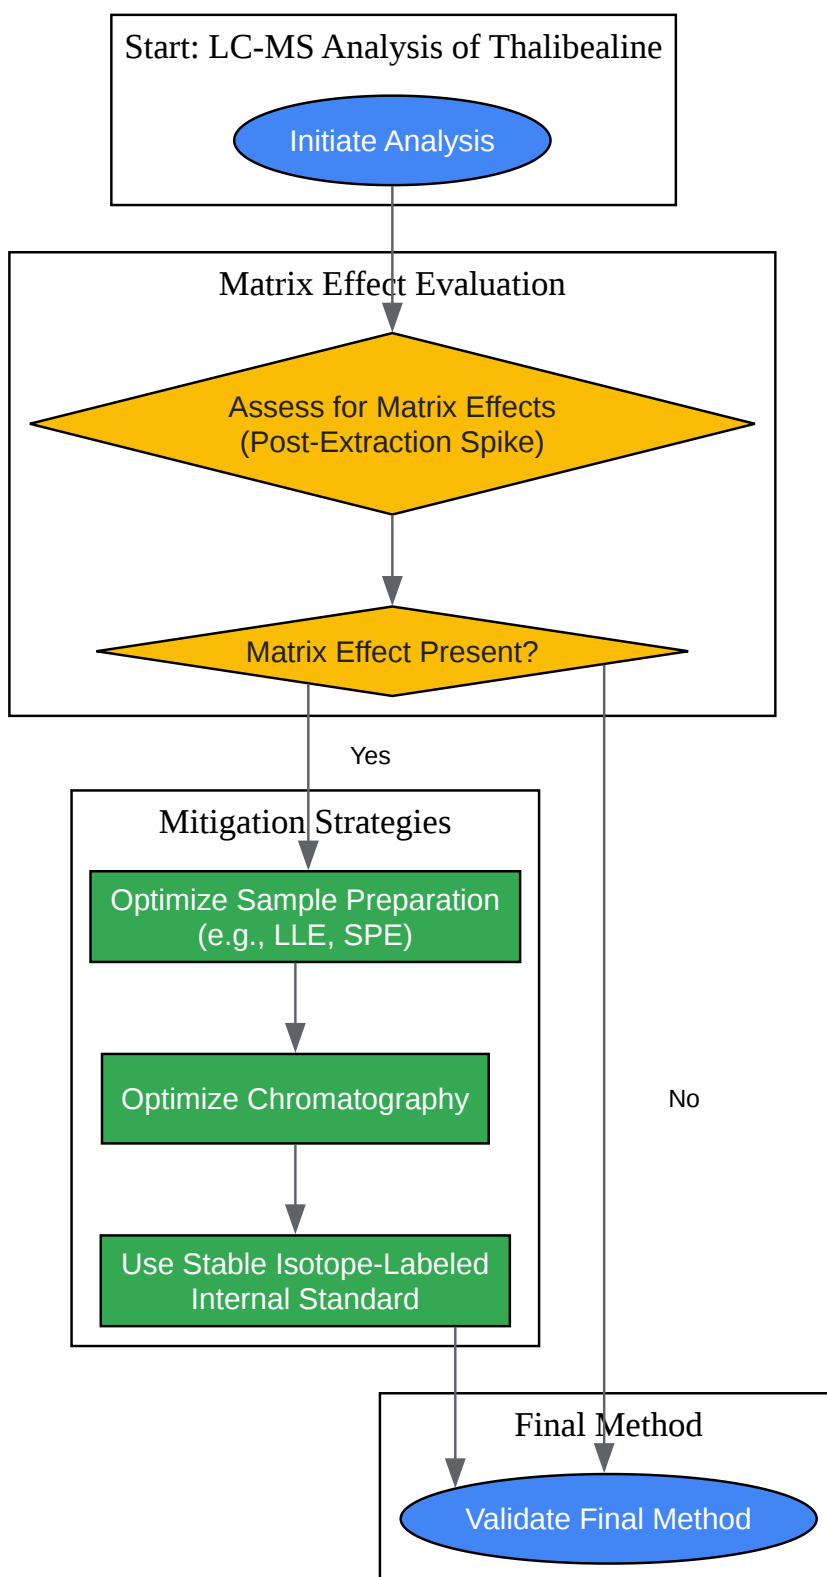 Start: LC-MS Analysis of Thalibealine
Initiate Analysis
Matrix Effect Evaluation
Assess for Matrix Effects
(Post-Extraction Spike)
Matrix Effect Present?
Yes
Mitigation Strategies
Optimize Sample Preparation
(e.g., LLE, SPE)
Optimize Chromatography
No
Use Stable Isotope-Labeled
Internal Standard
Final Method
Validate Final Method